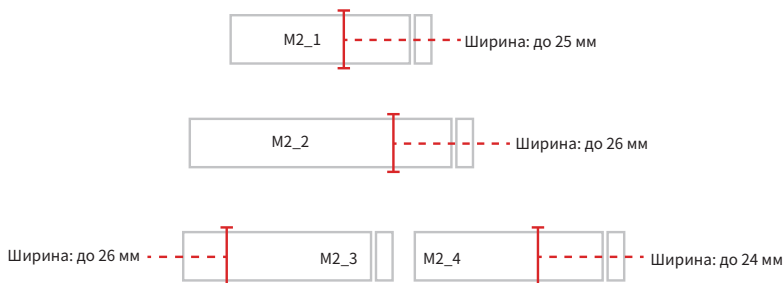 M2_1
Ширина: до 25 мм
M2_2
Ширина: до 26 мм
Ширина: до 26 мм
M2_3
M2_4
Ширина: до 24 мм